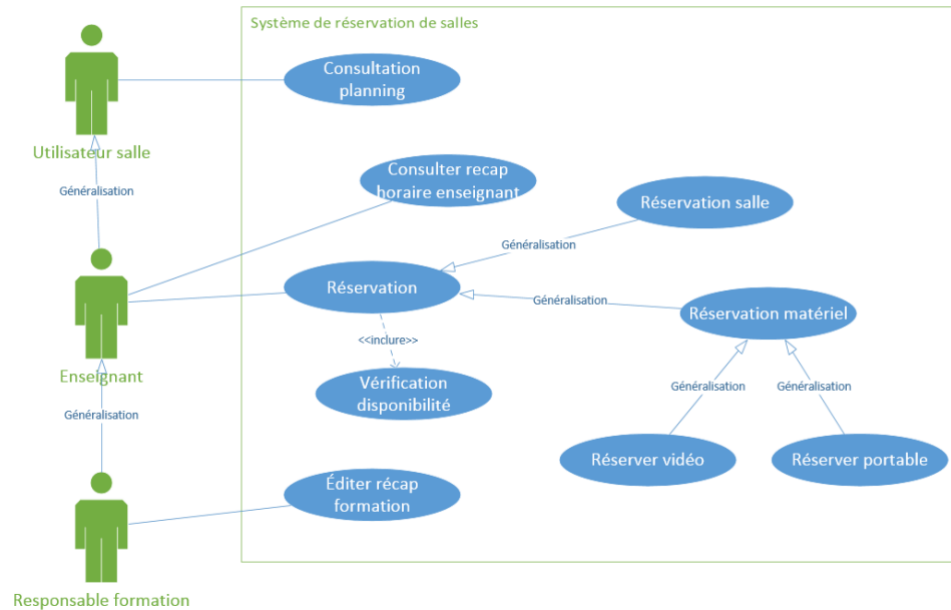 Système de réservation de salles
Consultation
planning
Utilisateur salle
Généralisation
Consulter recap
horaire enseignant
Réservation salle
Généralisation
Réservation
Généralisation
Réservation matériel
<<inclure>>
Enseignant
Vérification
disponibilité
Généralisation
Généralisation
Généralisation
Réserver vidéo
Réserver portable
Éditer récap
formation
Responsable formation